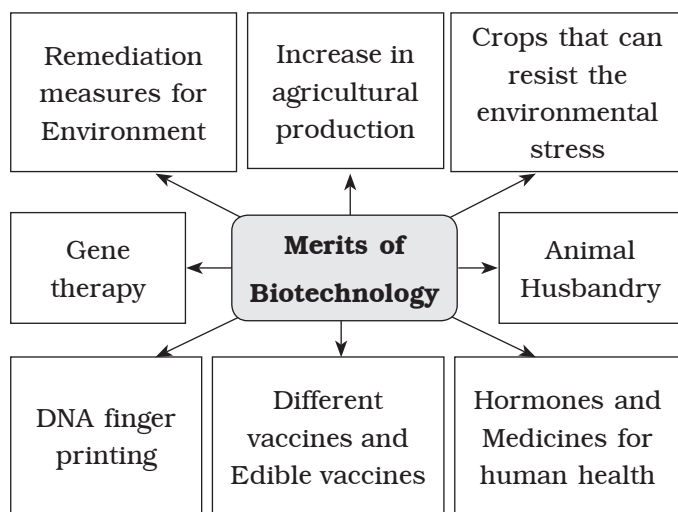 Remediation
measures for
Environment
Increase in
agricultural
production
Crops that can
resist the
environmental
stress
Gene
therapy
Merits of
Biotechnology
Animal
Husbandry
DNA finger
printing
Different
vaccines and
Edible vaccines
Hormones and
Medicines for
human health